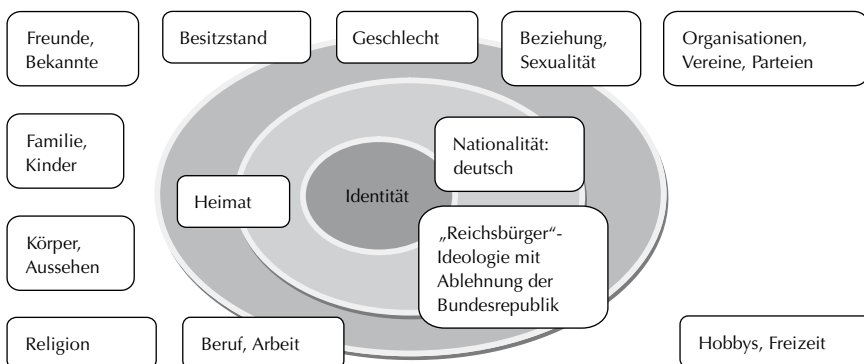 Freunde,
Bekannte
Besitzstand
Geschlecht
Beziehung,
Sexualität
Organisationen,
Vereine, Parteien
Familie,
Kinder
Nationalität:
deutsch
Heimat
Identität
Körper,
Aussehen
„Reichsbürger“-
Ideologie mit
Ablehnung der
Bundesrepublik
Religion
Beruf, Arbeit
Hobbys, Freizeit